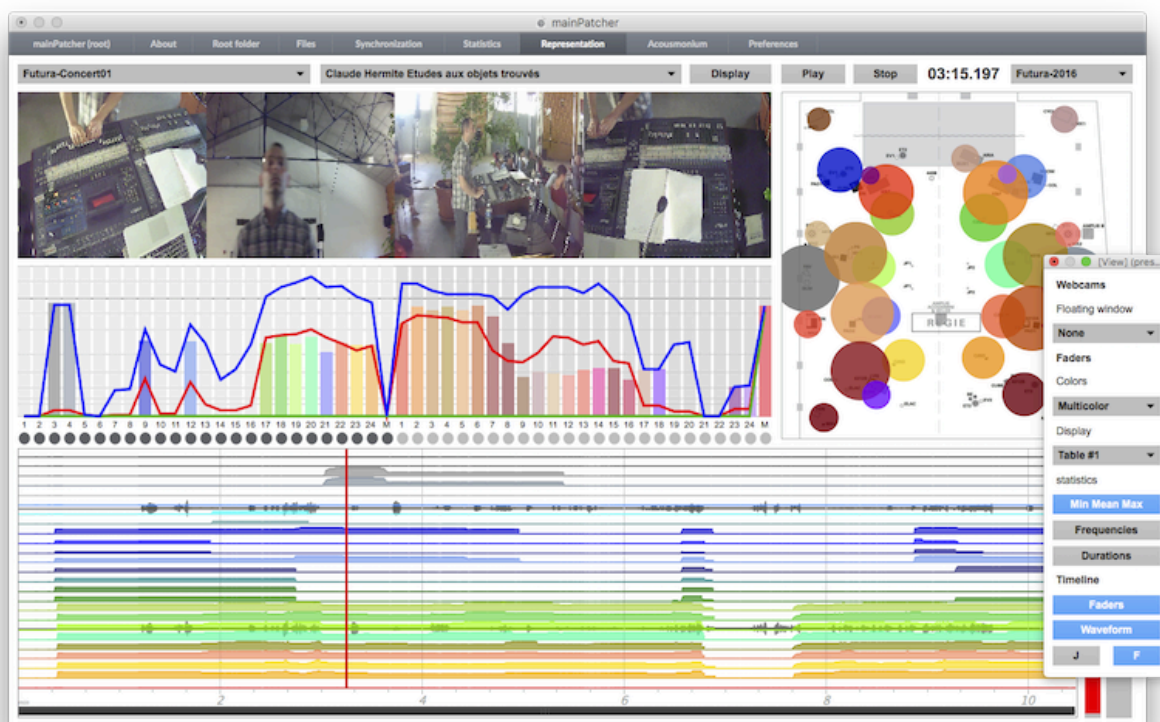 mainPatcher
mainPatcher (root) About Root folder Files Synchronization Statistics Representation Acousmonium Preferences
Futura-Concert01 Claude Hermite Etudes aux objets trouvés Display Play Stop 03:15.197 Futura-2016
RÉGIE
[View] (pres...
Webcams
Floating window
None
Faders
Colors
Multicolor
Display
Table #1
statistics
Min Mean Max
Frequencies
Durations
Timeline
Faders
Waveform
J F
1 2 3 4 5 6 7 8 9 10 11 12 13 14 15 16 17 18 19 20 21 22 23 24 M 1 2 3 4 5 6 7 8 9 10 11 12 13 14 15 16 17 18 19 20 21 22 23 24 M
2 4 6 8 10